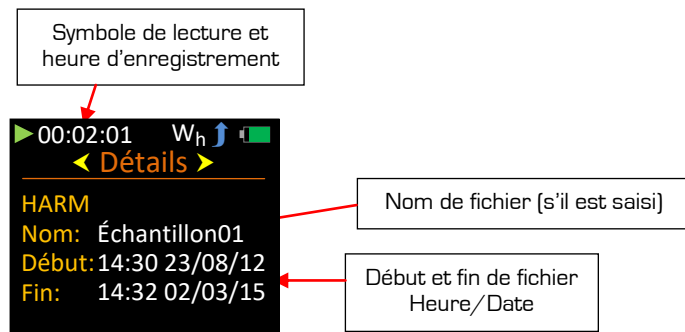 Symbole de lecture et
heure d'enregistrement
00:02:01 Wh
Détails
HARM
Nom: Échantillon01
Début: 14:30 23/08/12
Fin: 14:32 02/03/15
Nom de fichier (s'il est saisi)
Début et fin de fichier
Heure/Date